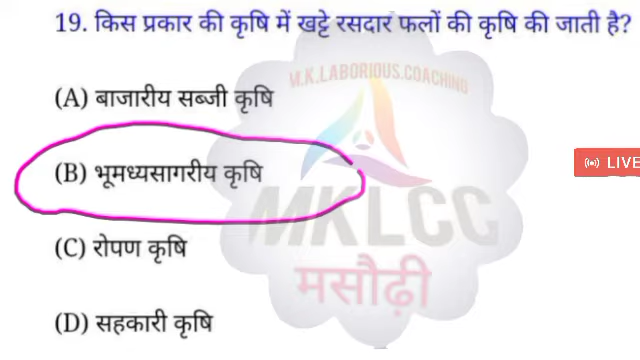 19. किस प्रकार की कृषि में खट्टे रसदार फलों की कृषि की जाती है?
M.K.LABORIOUS.COACHING
(A) बाजारीय सब्जी कृषि
(B) भूमध्यसागरीय कृषि
LIVE
MKLCC
(C) रोपण कृषि
मसौढ़ी
(D) सहकारी कृषि